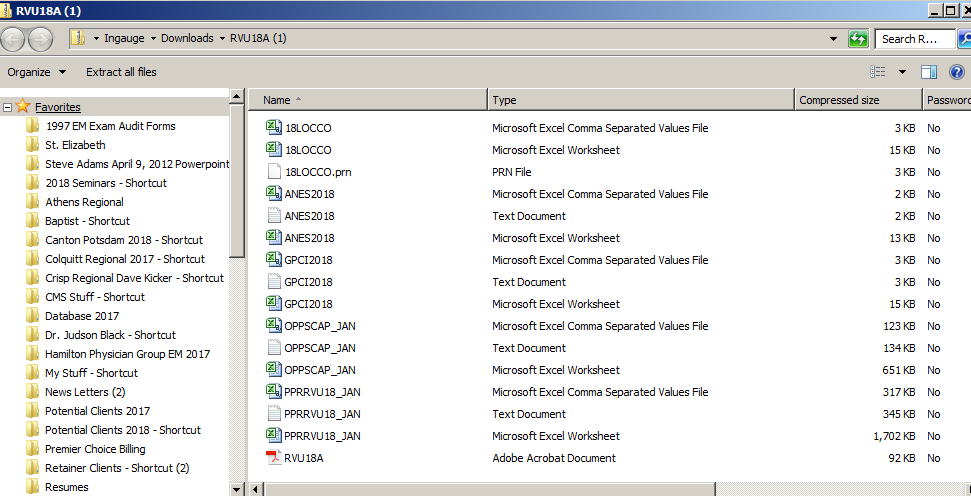 RVU18A (1)
Ingauge Downloads RVU18A (1) Search R...
Organize Extract all files
Favorites
1997 EM Exam Audit Forms
St. Elizabeth
Steve Adams April 9, 2012 Powerpoint
2018 Seminars - Shortcut
Athens Regional
Baptist - Shortcut
Canton Potsdam 2018 - Shortcut
Colquitt Regional 2017 - Shortcut
Crisp Regional Dave Kicker - Shortcut
CMS Stuff - Shortcut
Database 2017
Dr. Judson Black - Shortcut
Hamilton Physician Group EM 2017
My Stuff - Shortcut
News Letters (2)
Potential Clients 2017
Potential Clients 2018 - Shortcut
Premier Choice Billing
Retainer Clients - Shortcut (2)
Resumes
Name Type Compressed size Password
18LOCCO Microsoft Excel Comma Separated Values File 3 KB No
18LOCCO Microsoft Excel Worksheet 15 KB No
18LOCCO.prn PRN File 3 KB No
ANES2018 Microsoft Excel Comma Separated Values File 2 KB No
ANES2018 Text Document 2 KB No
ANES2018 Microsoft Excel Worksheet 13 KB No
GPCI2018 Microsoft Excel Comma Separated Values File 3 KB No
GPCI2018 Text Document 3 KB No
GPCI2018 Microsoft Excel Worksheet 15 KB No
OPPSCAP_JAN Microsoft Excel Comma Separated Values File 123 KB No
OPPSCAP_JAN Text Document 134 KB No
OPPSCAP_JAN Microsoft Excel Worksheet 651 KB No
PPRRVU18_JAN Microsoft Excel Comma Separated Values File 317 KB No
PPRRVU18_JAN Text Document 345 KB No
PPRRVU18_JAN Microsoft Excel Worksheet 1,702 KB No
RVU18A Adobe Acrobat Document 92 KB No